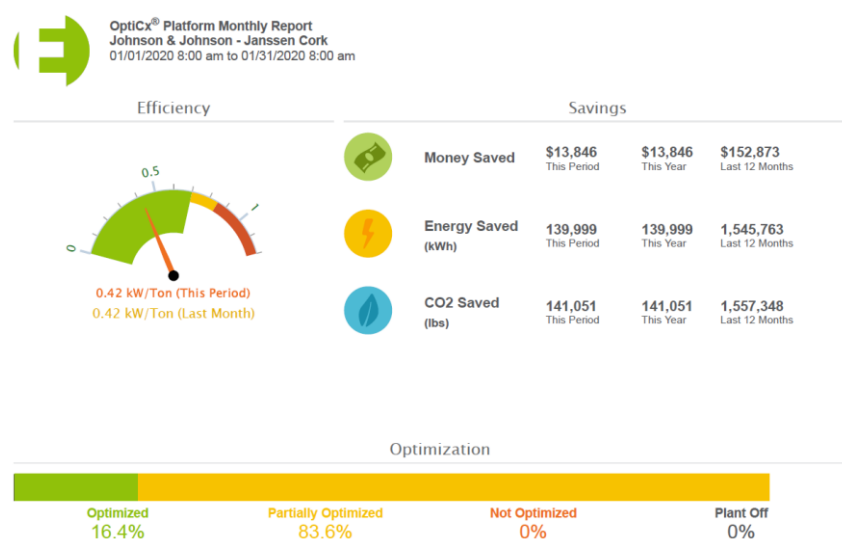 OptiCx® Platform Monthly Report
Johnson & Johnson - Janssen Cork
01/01/2020 8:00 am to 01/31/2020 8:00 am
Efficiency
0
0.5
1
0.42 kW/Ton (This Period)
0.42 kW/Ton (Last Month)
Savings
Money Saved $13,846 $13,846 $152,873
This Period This Year Last 12 Months
Energy Saved 139,999 139,999 1,545,763
(kWh) This Period This Year Last 12 Months
CO2 Saved 141,051 141,051 1,557,348
(lbs) This Period This Year Last 12 Months
Optimization
Optimized Partially Optimized Not Optimized Plant Off
16.4% 83.6% 0% 0%